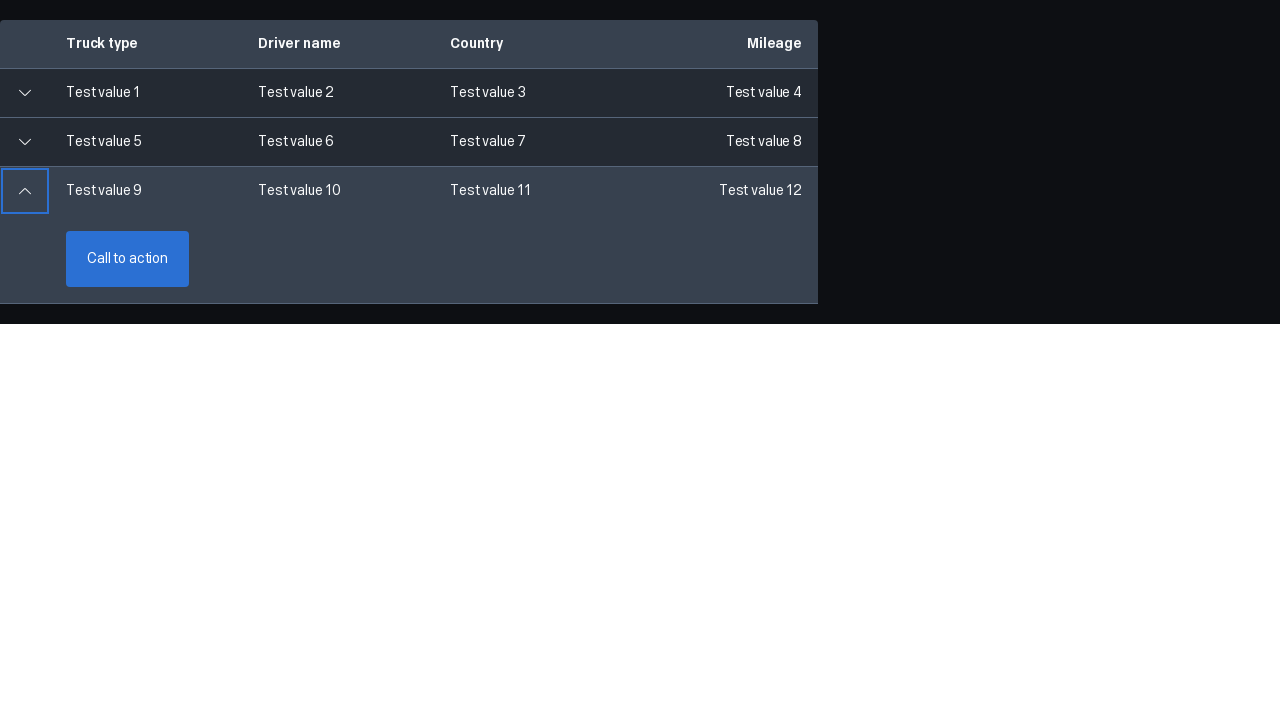 Truck type Driver name Country Mileage
Test value 1 Test value 2 Test value 3 Test value 4
Test value 5 Test value 6 Test value 7 Test value 8
Test value 9 Test value 10 Test value 11 Test value 12
Call to action